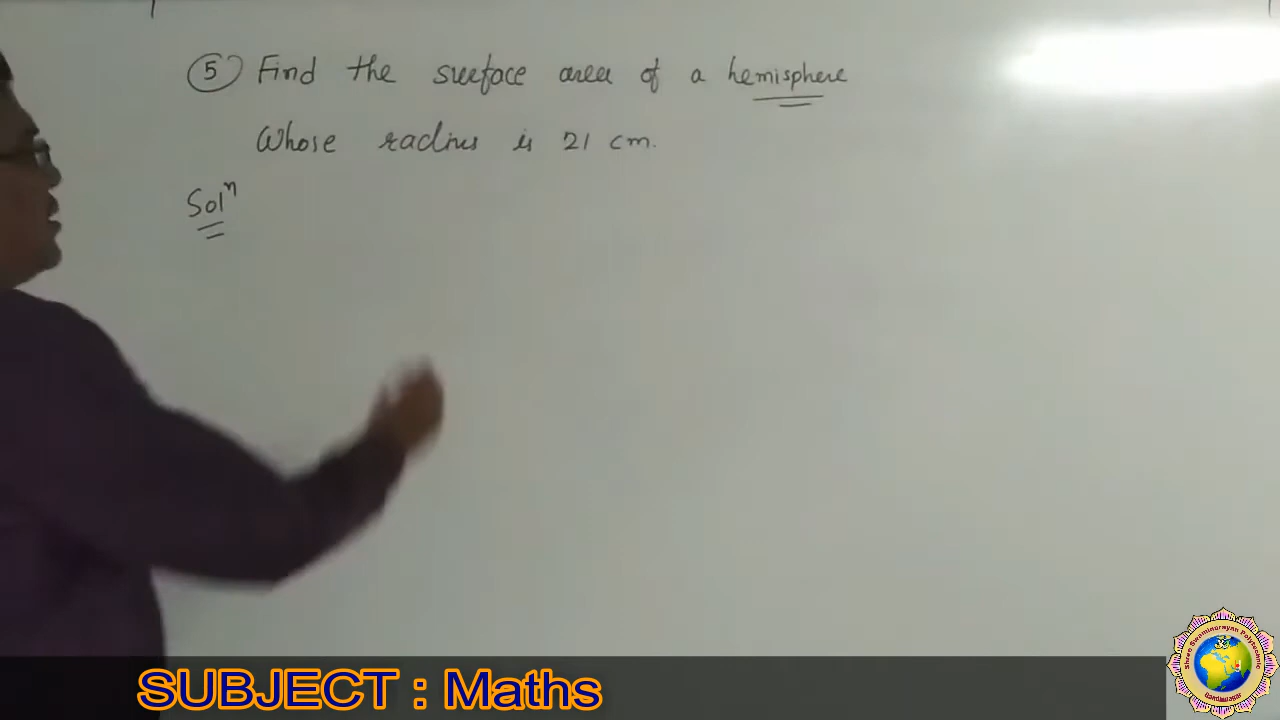 ⑤ Find the surface area of a hemisphere
Whose radius is 21 cm.
Solⁿ
SUBJECT : Maths